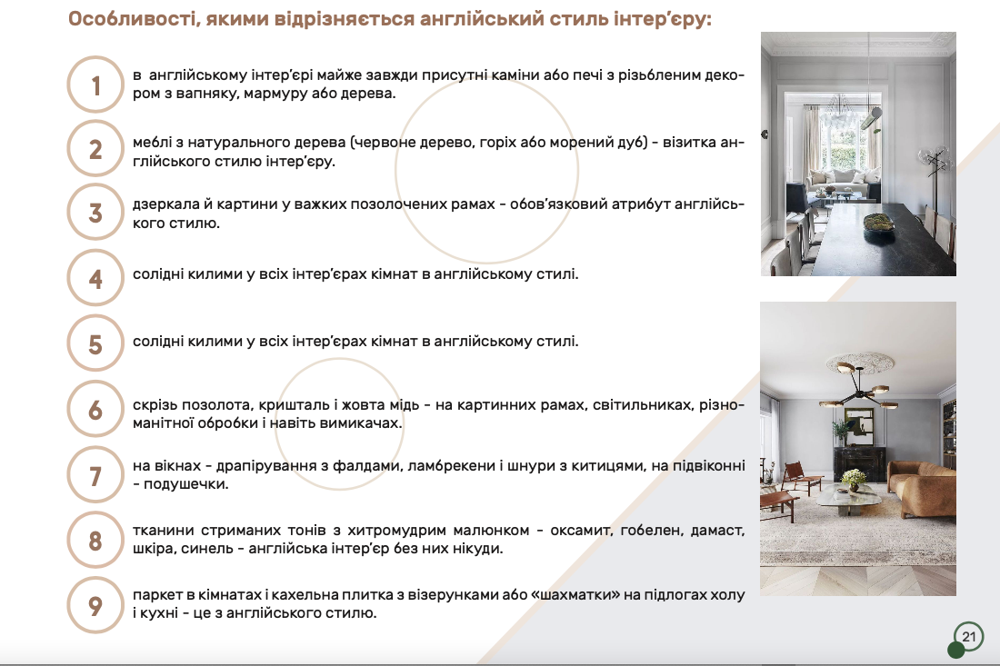 Особливості, якими відрізняється англійський стиль інтер’єру:
1
в англійському інтер’єрі майже завжди присутні каміни або печі з різьбленим деко-
ром з вапняку, мармуру або дерева.
2
меблі з натурального дерева (червоне дерево, горіх або морений дуб) - візитка ан-
глійського стилю інтер’єру.
3
дзеркала й картини у важких позолочених рамах - обов’язковий атрибут англійсь-
кого стилю.
4
солідні килими у всіх інтер’єрах кімнат в англійському стилі.
5
солідні килими у всіх інтер’єрах кімнат в англійському стилі.
6
скрізь позолота, кришталь і жовта мідь - на картинних рамах, світильниках, різно-
манітної обробки і навіть вимикачах.
7
на вікнах - драпірування з фалдами, ламбрекени і шнури з китицями, на підвіконні
- подушечки.
8
тканини стриманих тонів з хитромудрим малюнком - оксамит, гобелен, дамаст,
шкіра, синель - англійська інтер’єр без них нікуди.
9
паркет в кімнатах і кахельна плитка з візерунками або «шахматки» на підлогах холу
і кухні - це з англійського стилю.
21